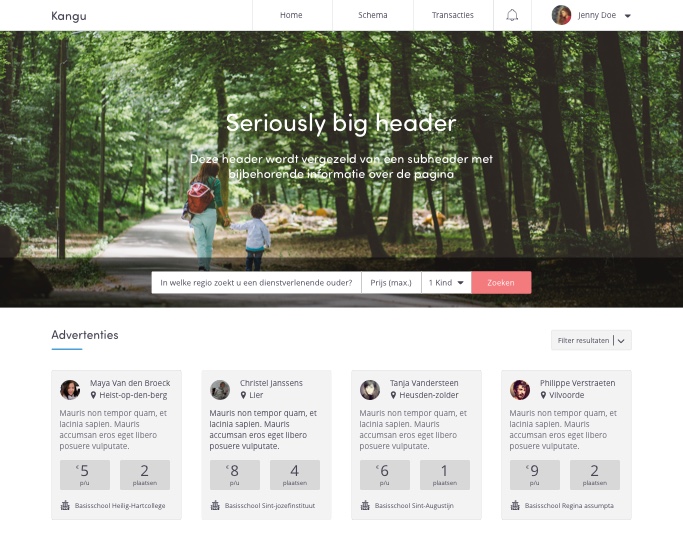 Kangu
Home
Schema
Transacties
Jenny Doe
Seriously big header
Deze header wordt vergezeld van een subheader met
bijbehorende informatie over de pagina
In welke regio zoekt u een dienstverlenende ouder?
Prijs (max.)
1 Kind
Zoeken
Advertenties
Filter resultaten
Maya Van den Broeck
Heist-op-den-berg
Mauris non tempor quam, et
lacinia sapien. Mauris
accumsan eros eget libero
posuere vulputate.
€5
p/u
2
plaatsen
Basisschool Heilig-Hartcollege
Christel Janssens
Lier
Mauris non tempor quam, et
lacinia sapien. Mauris
accumsan eros eget libero
posuere vulputate.
€8
p/u
4
plaatsen
Basisschool Sint-jozefinstituut
Tanja Vandersteen
Heusden-zolder
Mauris non tempor quam, et
lacinia sapien. Mauris
accumsan eros eget libero
posuere vulputate.
€6
p/u
1
plaatsen
Basisschool Sint-Augustijn
Philippe Verstraeten
Vilvoorde
Mauris non tempor quam, et
lacinia sapien. Mauris
accumsan eros eget libero
posuere vulputate.
€9
p/u
2
plaatsen
Basisschool Regina assumpta